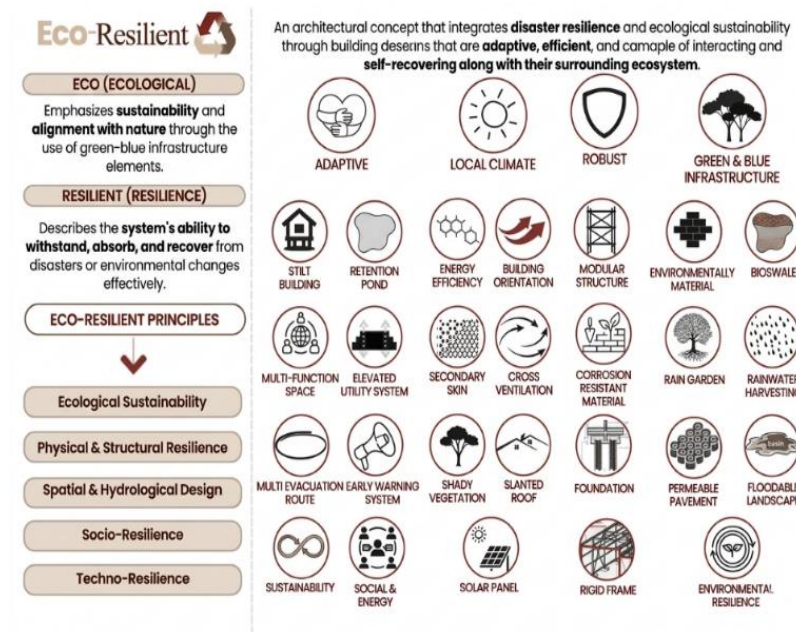 Eco-Resilient
ECO (ECOLOGICAL)
Emphasizes sustainability and
alignment with nature through the
use of green-blue infrastructure
elements.
RESILIENT (RESILIENCE)
Describes the system's ability to
withstand, absorb, and recover from
disasters or environmental changes
effectively.
ECO-RESILIENT PRINCIPLES
Ecological Sustainability
Physical & Structural Resilience
Spatial & Hydrological Design
Socio-Resilience
Techno-Resilience
An architectural concept that integrates disaster resilience and ecological sustainability
through building deserns that are adaptive, efficient, and camaple of interacting and
self-recovering along with their surrounding ecosystem.
ADAPTIVE
LOCAL CLIMATE
ROBUST
GREEN & BLUE
INFRASTRUCTURE
STILT
BUILDING
RETENTION
POND
ENERGY
EFFICIENCY
BUILDING
ORIENTATION
MODULAR
STRUCTURE
ENVIRONMENTALLY
MATERIAL
BIOSWALE
MULTI-FUNCTION
SPACE
ELEVATED
UTILITY SYSTEM
SECONDARY
SKIN
CROSS
VENTILATION
CORROSION
RESISTANT
MATERIAL
RAIN GARDEN
RAINWATER
HARVESTING
MULTI EVACUATION
ROUTE
EARLY WARNING
SYSTEM
SHADY
VEGETATION
SLANTED
ROOF
FOUNDATION
PERMEABLE
PAVEMENT
basin
FLOODABLE
LANDSCAPE
SUSTAINABILITY
SOCIAL &
ENERGY
SOLAR PANEL
RIGID FRAME
ENVIRONMENTAL
RESILIENCE